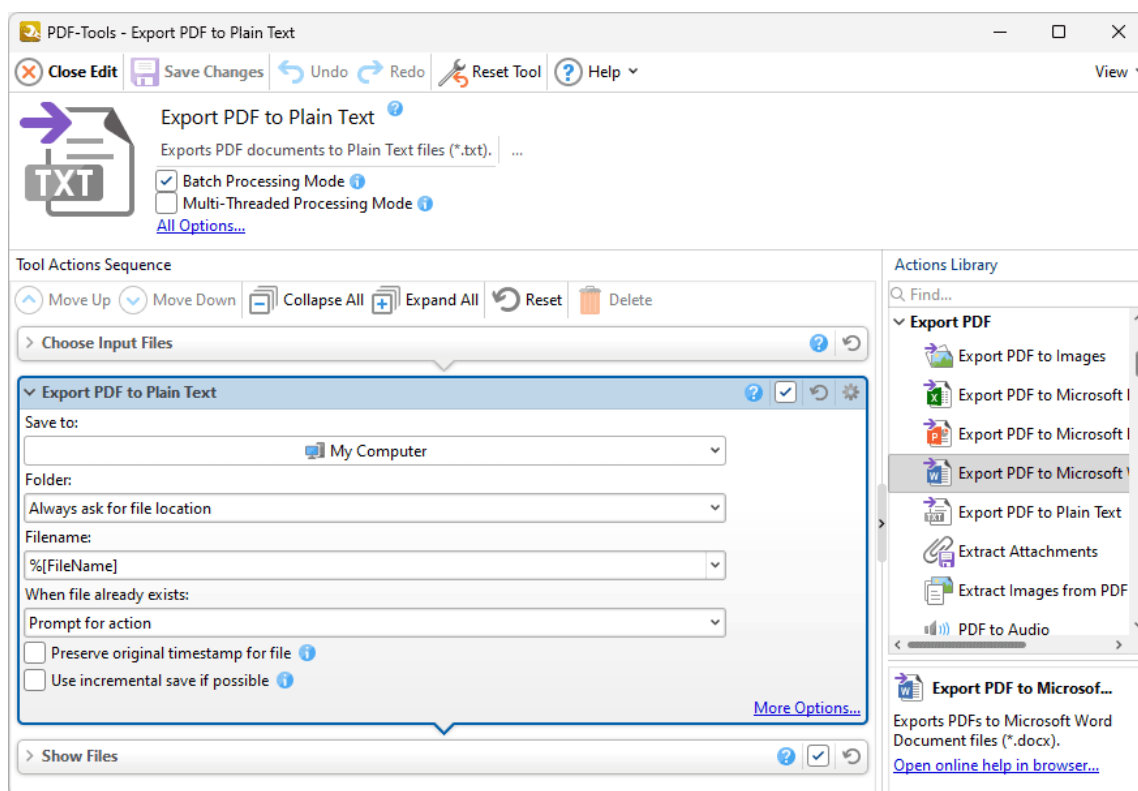 PDF-Tools - Export PDF to Plain Text
Close Edit Save Changes Undo Redo Reset Tool ? Help View
Export PDF to Plain Text ?
Exports PDF documents to Plain Text files (*.txt). ...
TXT
Batch Processing Mode
Multi-Threaded Processing Mode
All Options...
Tool Actions Sequence
Move Up Move Down Collapse All Expand All Reset Delete
Choose Input Files ?
Export PDF to Plain Text ?
Save to:
My Computer
Folder:
Always ask for file location
Filename:
%[FileName]
When file already exists:
Prompt for action
Preserve original timestamp for file
Use incremental save if possible
More Options...
Show Files ?
Actions Library
Find...
Export PDF
Export PDF to Images
Export PDF to Microsoft
Export PDF to Microsoft
Export PDF to Microsoft
Export PDF to Plain Text
Extract Attachments
Extract Images from PDF
PDF to Audio
Export PDF to Microsof...
Exports PDFs to Microsoft Word
Document files (*.docx).
Open online help in browser...